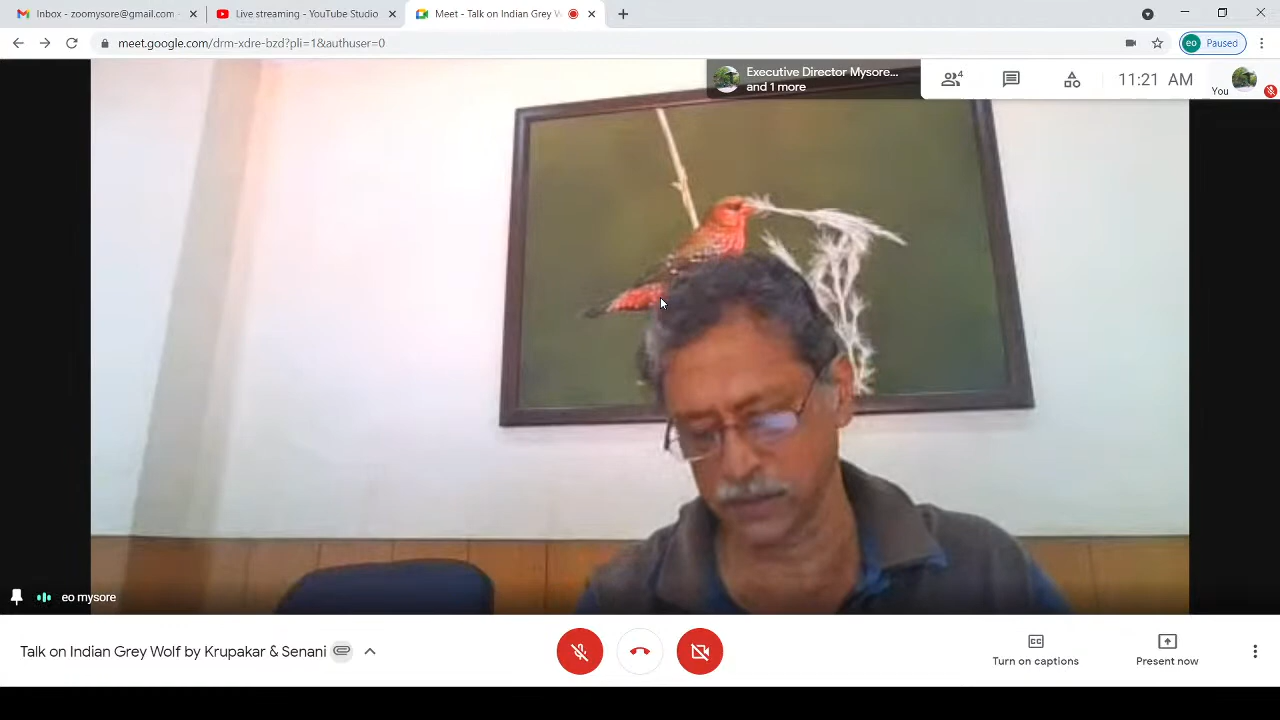 Inbox - zoomysore@gmail.com -
Live streaming - YouTube Studio
Meet - Talk on Indian Grey W
meet.google.com/drm-xdre-bzd?pli=1&authuser=0
eo Paused
Executive Director Mysore...
and 1 more
4
11:21 AM
You
eo mysore
Talk on Indian Grey Wolf by Krupakar & Senani
CC
Turn on captions
Present now